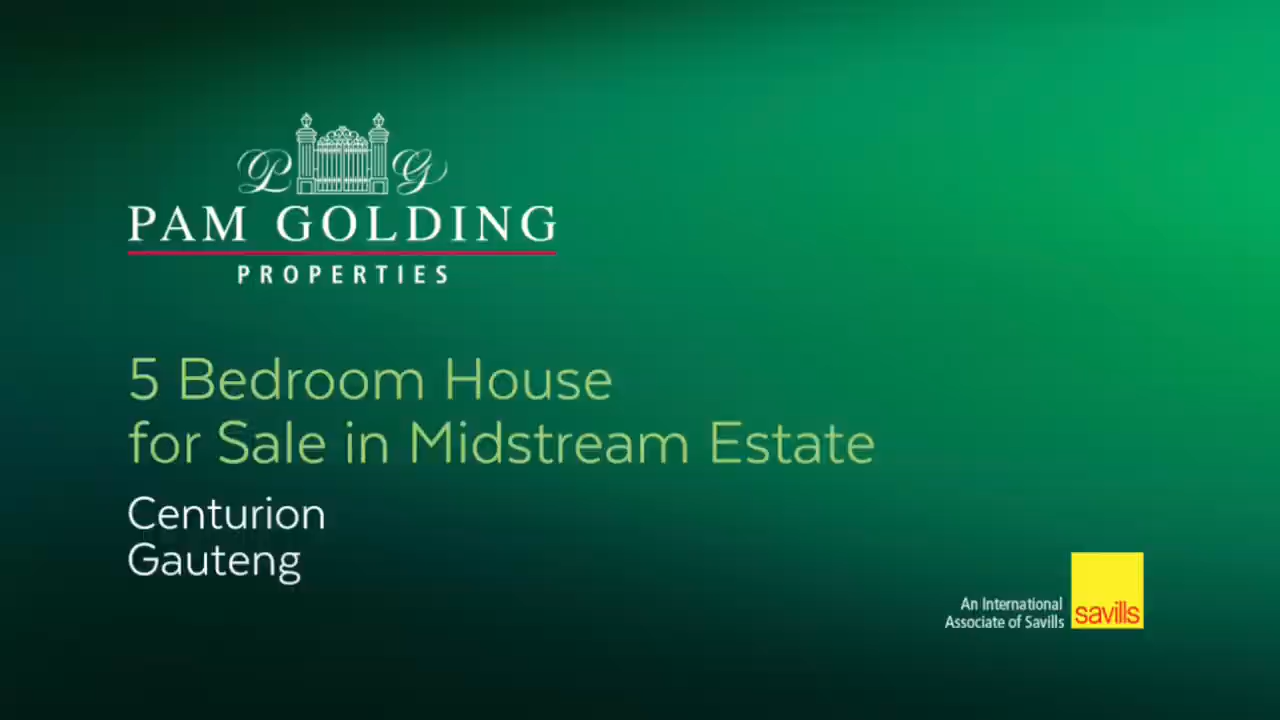 P G
PAM GOLDING
PROPERTIES
5 Bedroom House
for Sale in Midstream Estate
Centurion
Gauteng
An International
Associate of Savills
savills